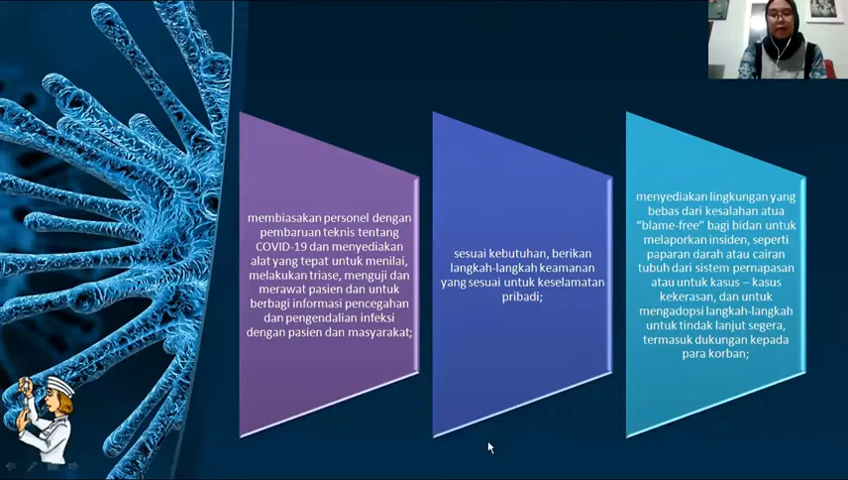 membiasakan personel dengan
pembaruan teknis tentang
COVID-19 dan menyediakan
alat yang tepat untuk menilai,
melakukan triase, menguji dan
merawat pasien dan untuk
berbagi informasi pencegahan
dan pengendalian infeksi
dengan pasien dan masyarakat;
sesuai kebutuhan, berikan
langkah-langkah keamanan
yang sesuai untuk keselamatan
pribadi;
menyediakan lingkungan yang
bebas dari kesalahan atua
“blame-free” bagi bidan untuk
melaporkan insiden, seperti
paparan darah atau cairan
tubuh dari sistem pernapasan
atau untuk kasus – kasus
kekerasan, dan untuk
mengadopsi langkah-langkah
untuk tindak lanjut segera,
termasuk dukungan kepada
para korban;